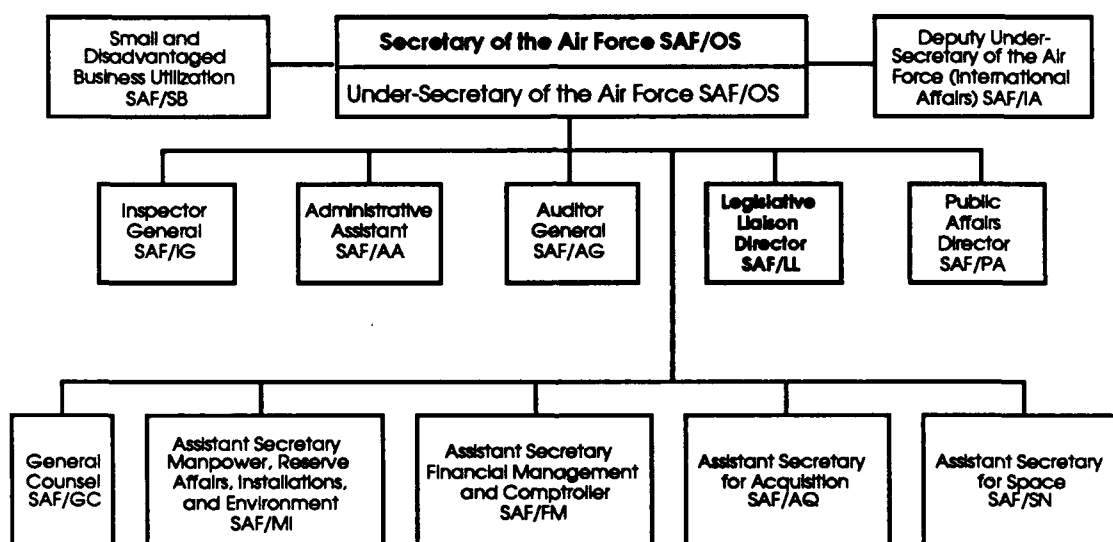 Small and
Disadvantaged
Business Utilization
SAF/SB
Secretary of the Air Force SAF/OS
Under-Secretary of the Air Force SAF/OS
Deputy Under-
Secretary of the Air
Force (International
Affairs) SAF/IA
Inspector
General
SAF/IG
Administrative
Assistant
SAF/AA
Auditor
General
SAF/AG
Legislative
Liaison
Director
SAF/LL
Public
Affairs
Director
SAF/PA
General
Counsel
SAF/GC
Assistant Secretary
Manpower, Reserve
Affairs, Installations,
and Environment
SAF/MI
Assistant Secretary
Financial Management
and Comptroller
SAF/FM
Assistant Secretary
for Acquisition
SAF/AQ
Assistant Secretary
for Space
SAF/SN